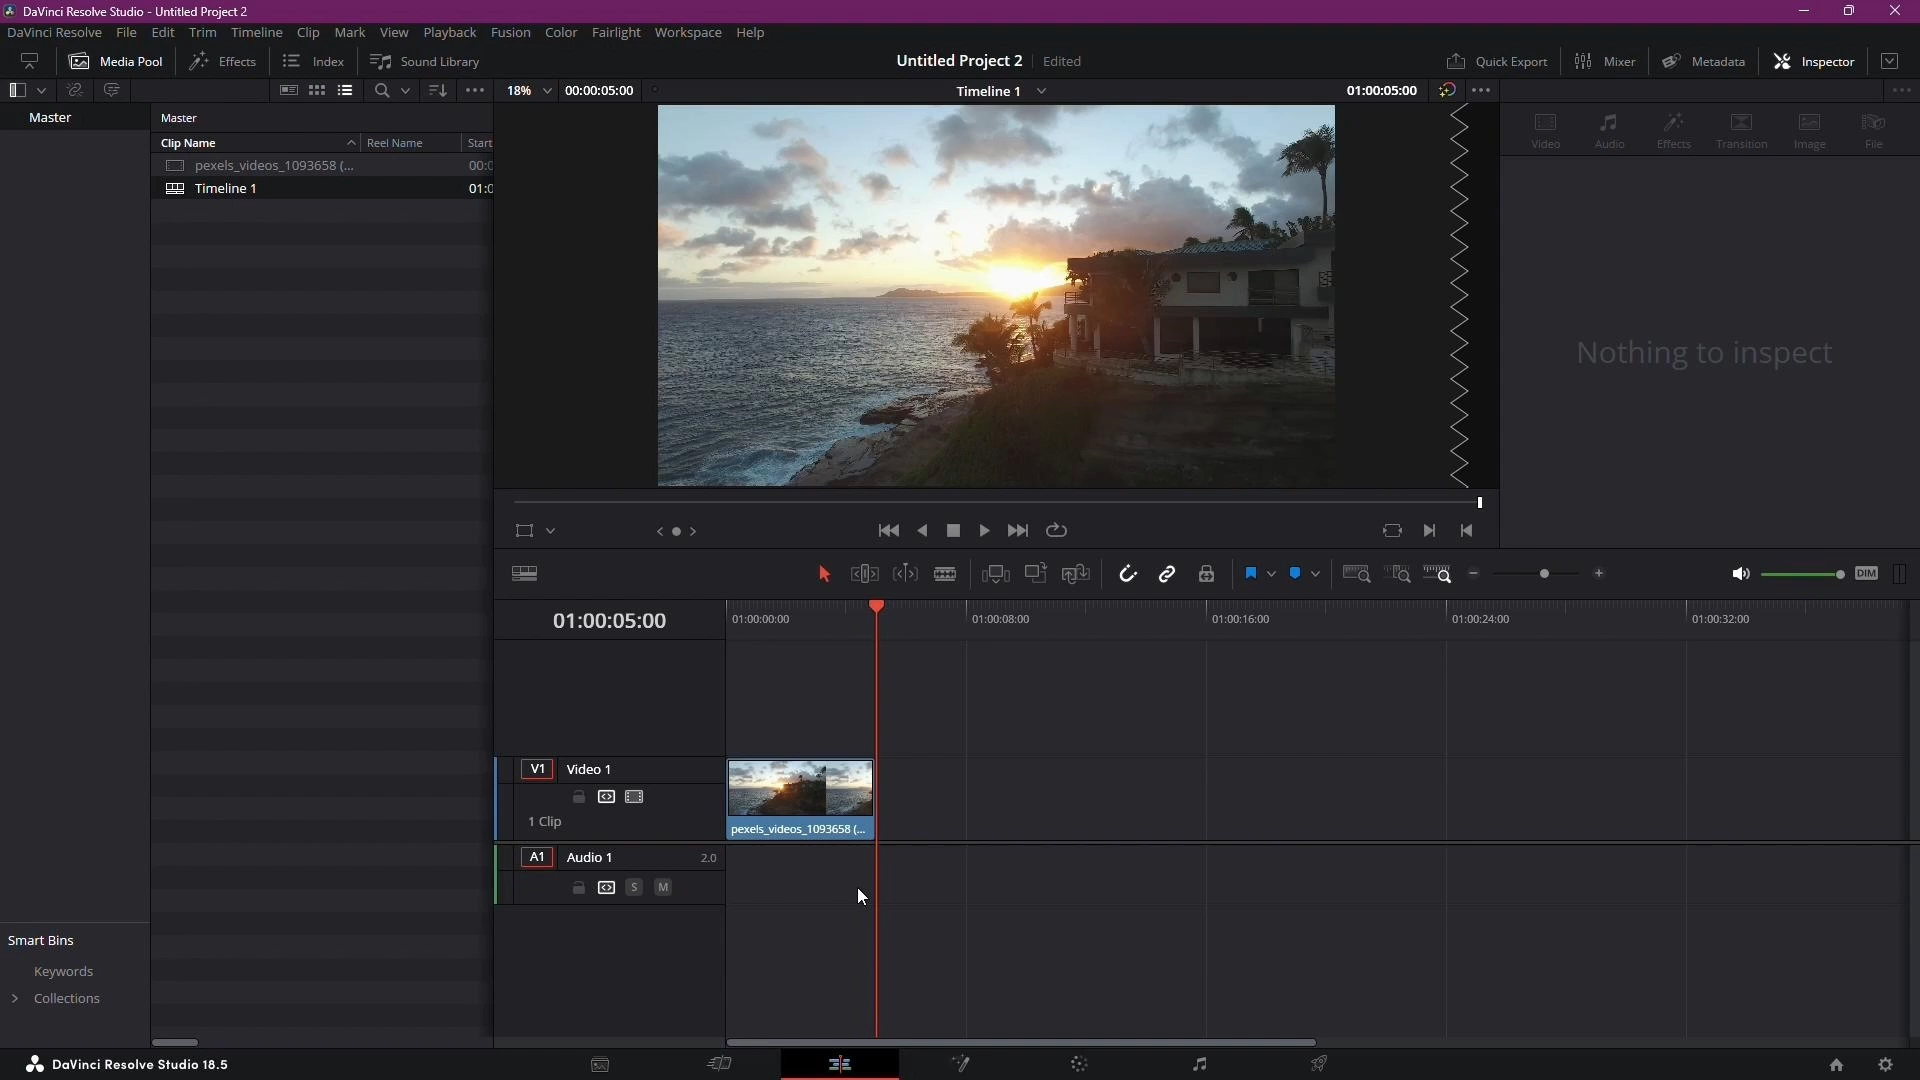 DaVinci Resolve Studio - Untitled Project 2
DaVinci Resolve File Edit Trim Timeline Clip Mark View Playback Fusion Color Fairlight Workspace Help
Media Pool Effects Index Sound Library Untitled Project 2 Edited Quick Export Mixer Metadata Inspector
18% 00:00:05:00 Timeline 1 01:00:05:00
Master Master
Clip Name Reel Name Start
pexels_videos_1093658 (... 00:0
Timeline 1 01:0
Video Audio Effects Transition Image File
Nothing to inspect
DIM
01:00:05:00 01:00:00:00 01:00:08:00 01:00:16:00 01:00:24:00 01:00:32:00
V1 Video 1
1 Clip
pexels_videos_1093658 (...
A1 Audio 1 2.0
S M
Smart Bins
Keywords
Collections
DaVinci Resolve Studio 18.5